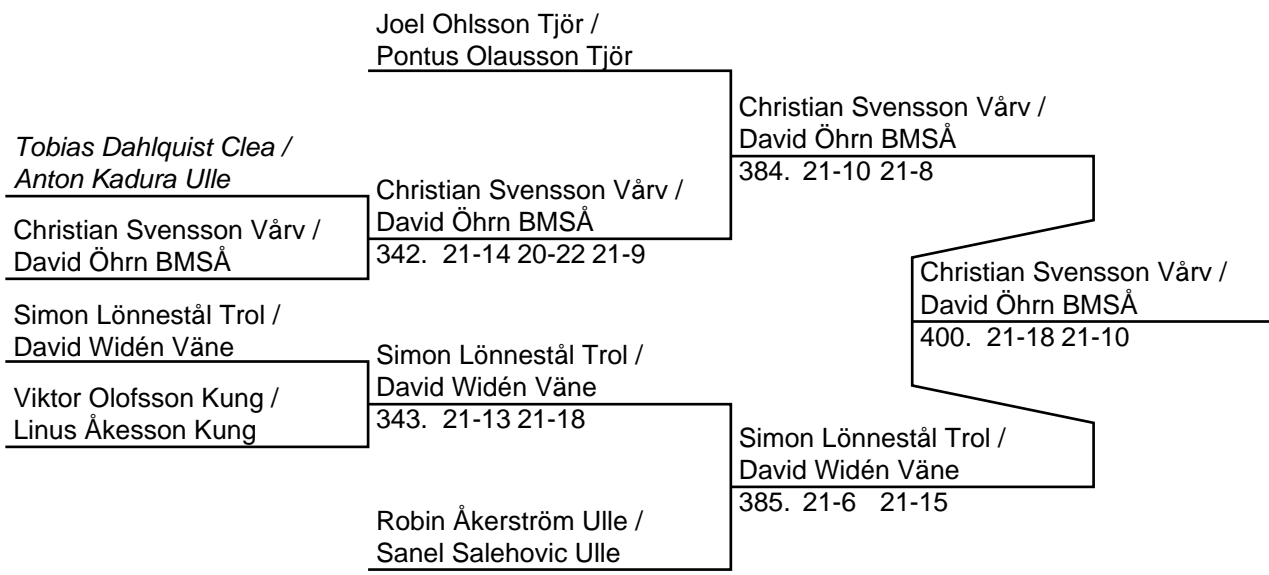 Joel Ohlsson Tjör /
Pontus Olausson Tjör
Christian Svensson Vårv /
David Öhrn BMSÅ
384. 21-10 21-8
Tobias Dahlquist Clea /
Anton Kadura Ulle
Christian Svensson Vårv /
David Öhrn BMSÅ
342. 21-14 20-22 21-9
Christian Svensson Vårv /
David Öhrn BMSÅ
Christian Svensson Vårv /
David Öhrn BMSÅ
400. 21-18 21-10
Simon Lönnestål Trol /
David Widén Väne
Simon Lönnestål Trol /
David Widén Väne
343. 21-13 21-18
Viktor Olofsson Kung /
Linus Åkesson Kung
Simon Lönnestål Trol /
David Widén Väne
385. 21-6 21-15
Robin Åkerström Ulle /
Sanel Salehovic Ulle